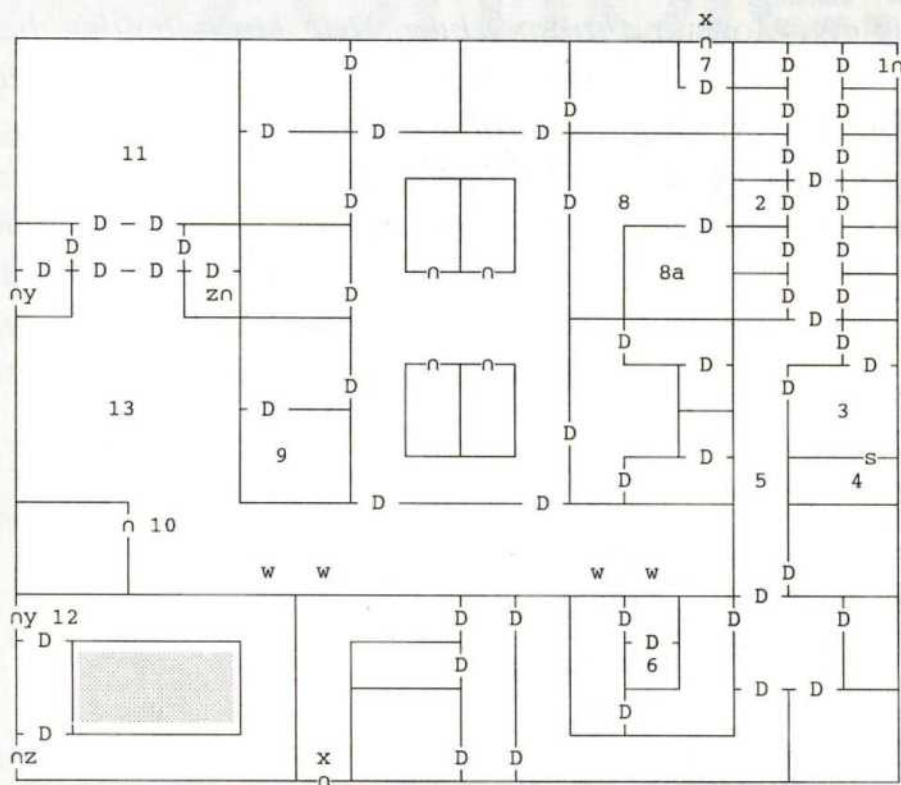 x
∩
D 7 D D 1∩
D
D D D
D D D
11 D D
D
D D 8 2 D D
D D D
D D D D
D D D D ∩ ∩ 8a
∩y z∩ D D D
D
D D
∩ ∩ D D
D D
13 D 3
D
9 D s
D 5 4
D D
∩ 10
w w w w D
D
∩y 12 D D D D D
D D
D 6
D D
D
D
∩z x D D
∩